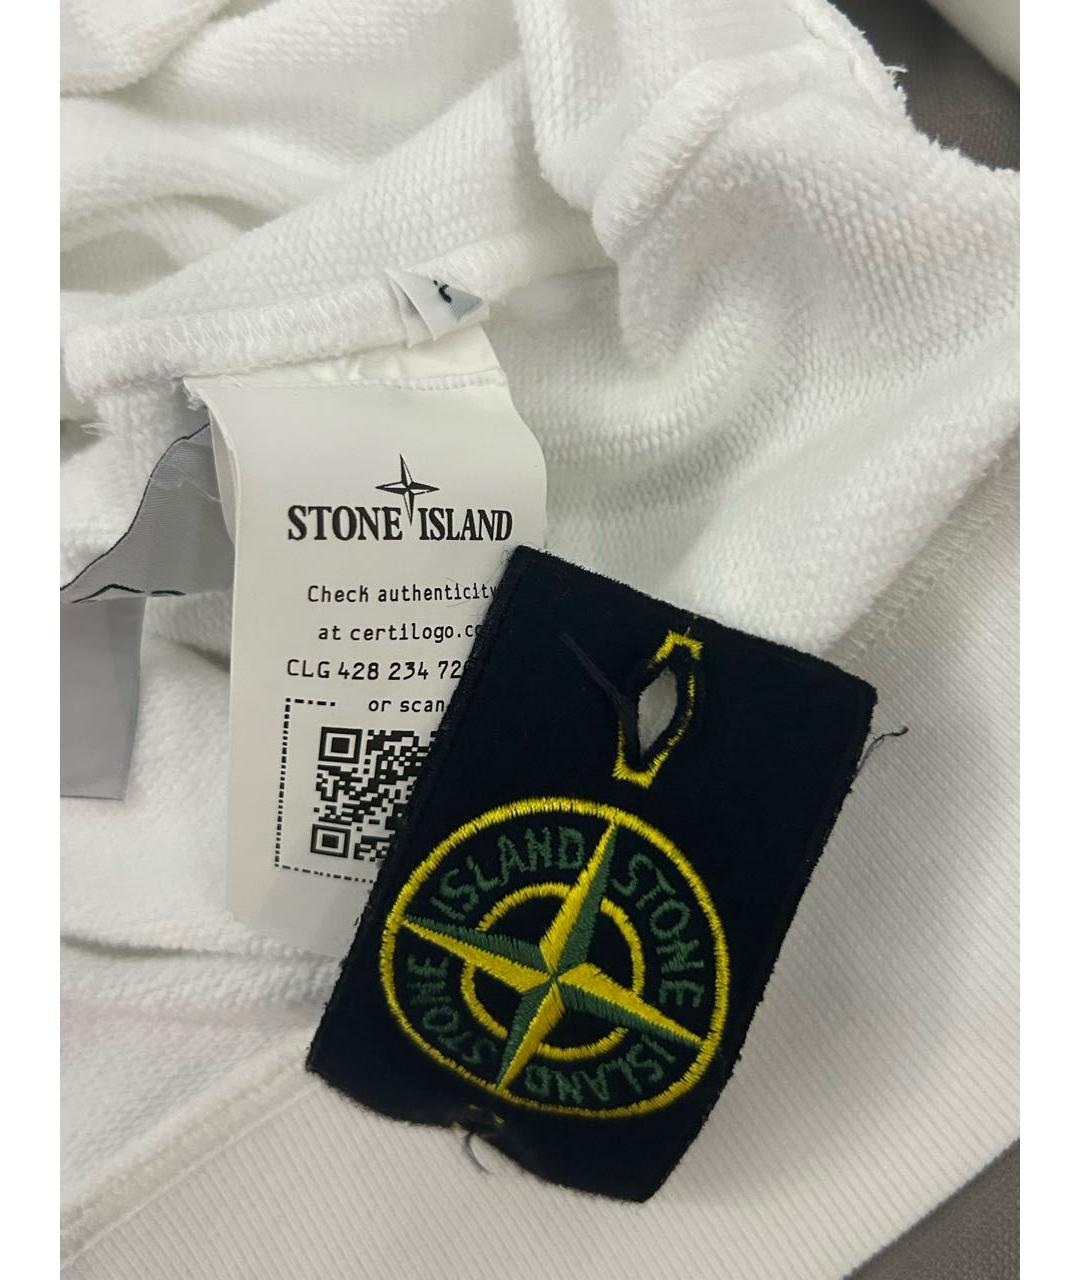 STONE ISLAND
Check authenticity
at certilogo.co
CLG 428 234 72
or scan
STONE ISLAND
STONE ISLAND